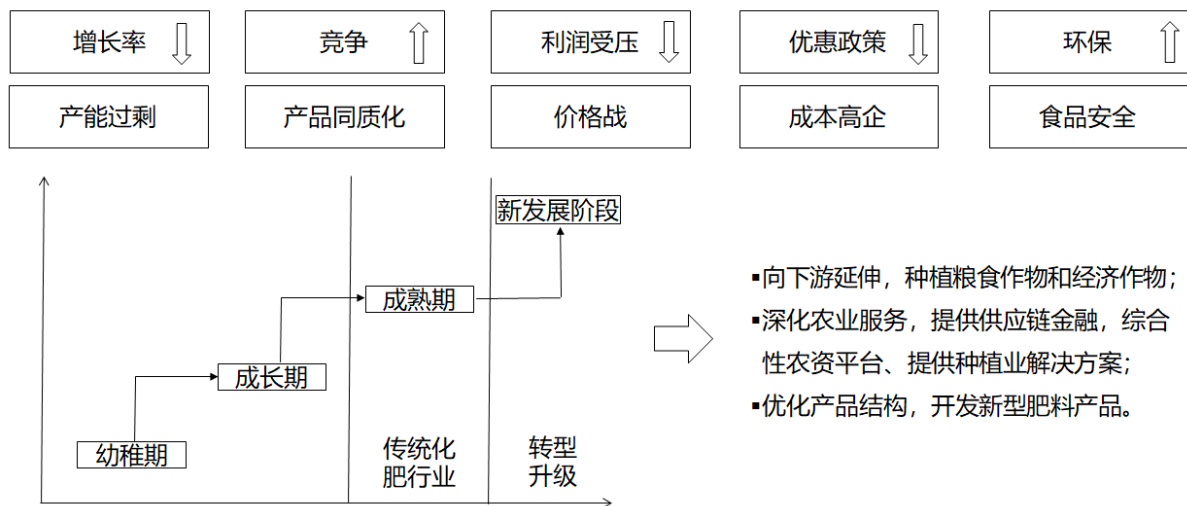 增长率
竞争
利润受压
优惠政策
环保
产能过剩
产品同质化
价格战
成本高企
食品安全
新发展阶段
成熟期
成长期
幼稚期
传统化
肥行业
转型
升级
▪向下游延伸，种植粮食作物和经济作物；
▪深化农业服务，提供供应链金融，综合
性农资平台、提供种植业解决方案；
▪优化产品结构，开发新型肥料产品。